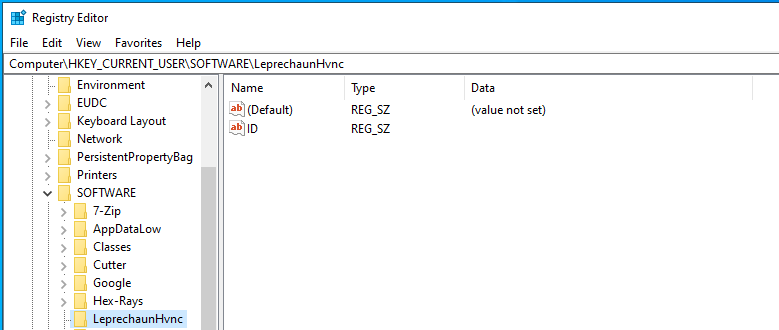 Registry Editor
File Edit View Favorites Help
Computer\HKEY_CURRENT_USER\SOFTWARE\LeprechaunHvnc
Environment
EUDC
Keyboard Layout
Network
PersistentPropertyBag
Printers
SOFTWARE
7-Zip
AppDataLow
Classes
Cutter
Google
Hex-Rays
LeprechaunHvnc
Name Type Data
ab (Default) REG_SZ (value not set)
ab ID REG_SZ